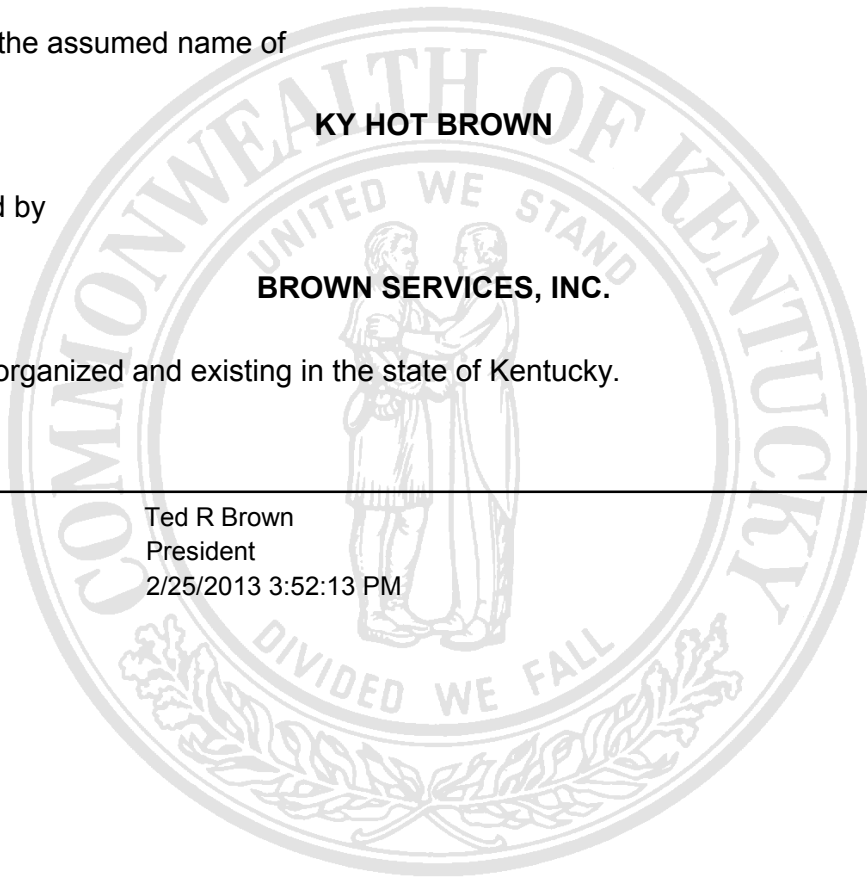 the assumed name of
KY HOT BROWN
d by
BROWN SERVICES, INC.
organized and existing in the state of Kentucky.
Ted R Brown
President
2/25/2013 3:52:13 PM
COMMONWEALTH OF KENTUCKY
UNITED WE STAND
DIVIDED WE FALL